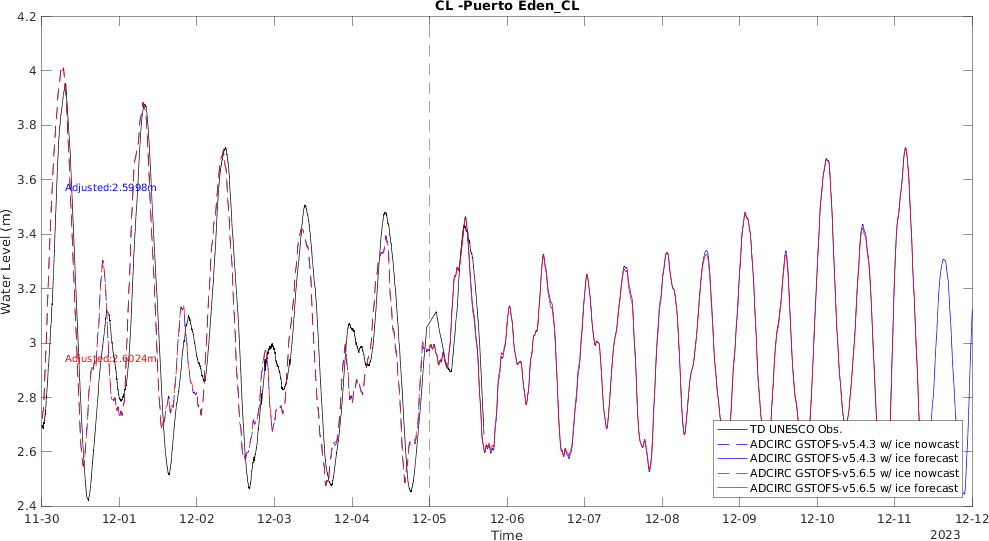 CL -Puerto Eden_CL
4.2
4
3.8
3.6
3.4
3.2
3
2.8
2.6
2.4
Water Level (m)
Adjusted:2.5998m
Adjusted:2.6024m
TD UNESCO Obs.
ADCIRC GSTOFS-v5.4.3 w/ ice nowcast
ADCIRC GSTOFS-v5.4.3 w/ ice forecast
ADCIRC GSTOFS-v5.6.5 w/ ice nowcast
ADCIRC GSTOFS-v5.6.5 w/ ice forecast
11-30 12-01 12-02 12-03 12-04 12-05 12-06 12-07 12-08 12-09 12-10 12-11 12-12
Time
2023